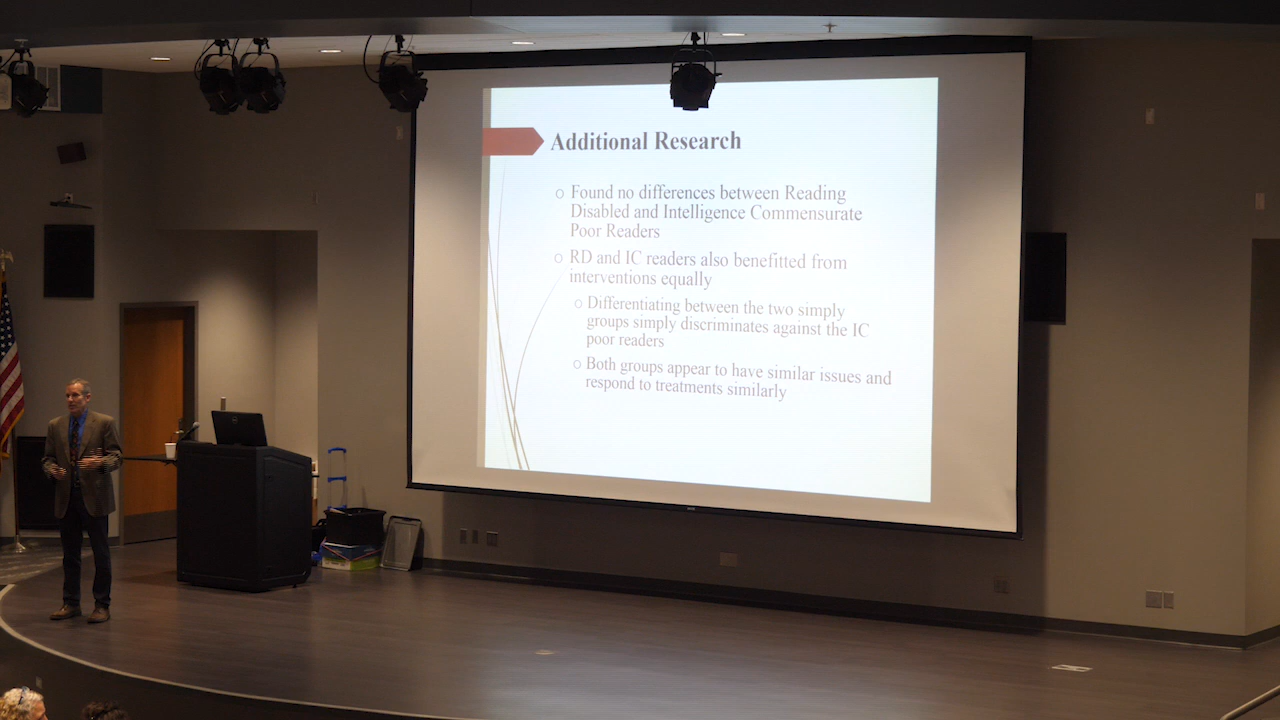 Additional Research
Found no differences between Reading
Disabled and Intelligence Commensurate
Poor Readers
RD and IC readers also benefitted from
interventions equally
Differentiating between the two simply
groups simply discriminates against the IC
poor readers
Both groups appear to have similar issues and
respond to treatments similarly